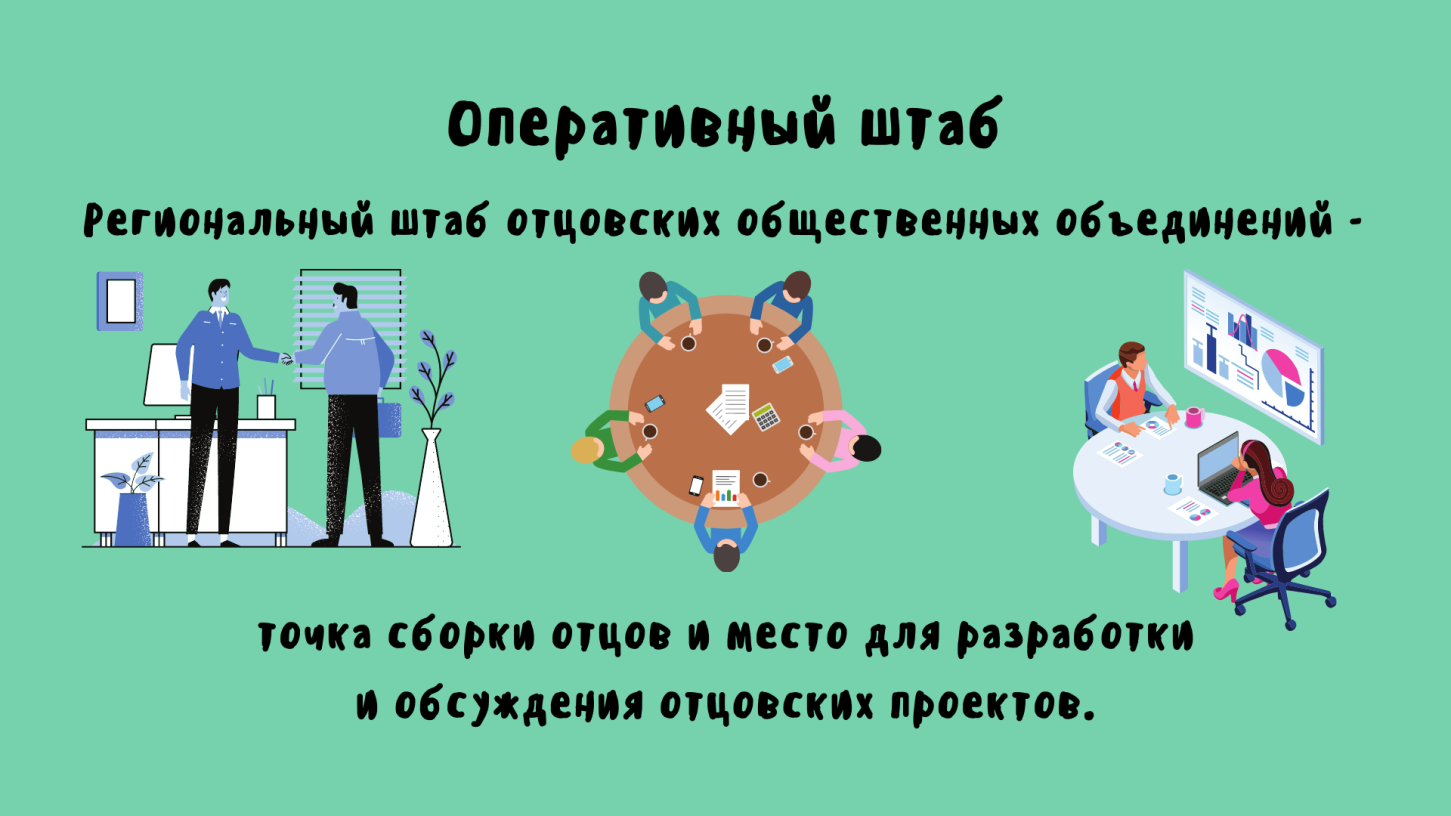 Оперативный штаб
Региональный штаб отцовских общественных объединений -
точка сборки отцов и место для разработки
и обсуждения отцовских проектов.